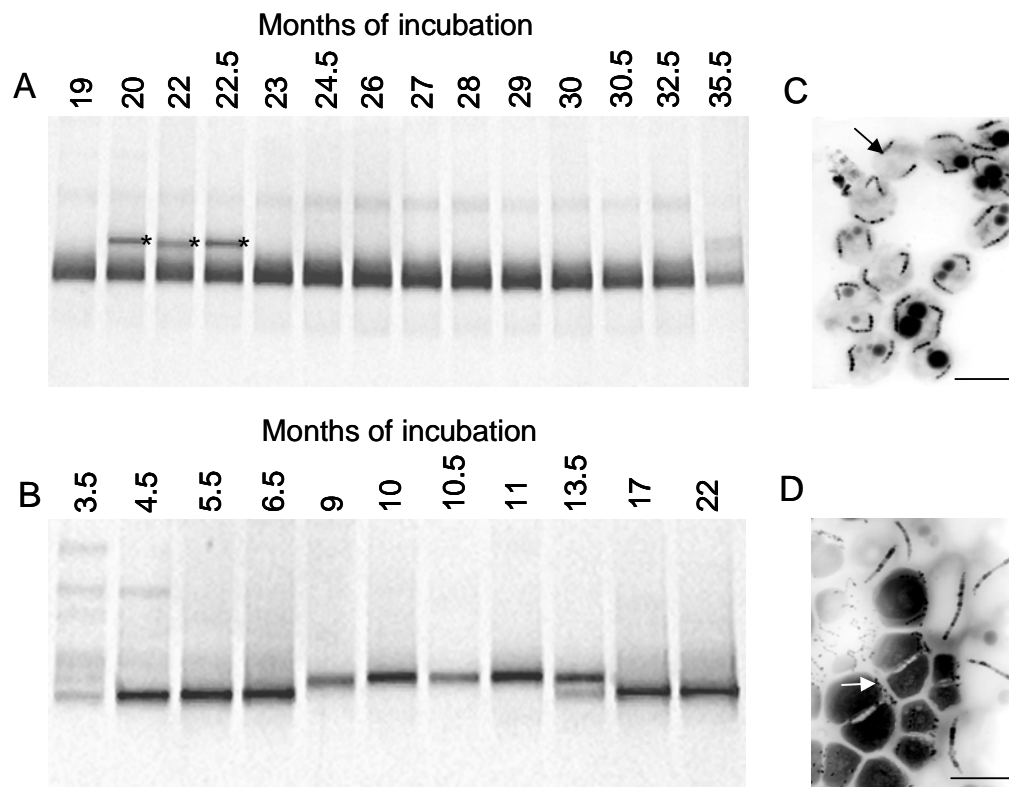 Months of incubation
A 19 20 22 22.5 23 24.5 26 27 28 29 30 30.5 32.5 35.5 C
* * *
Months of incubation
B 3.5 4.5 5.5 6.5 9 10 10.5 11 13.5 17 22 D